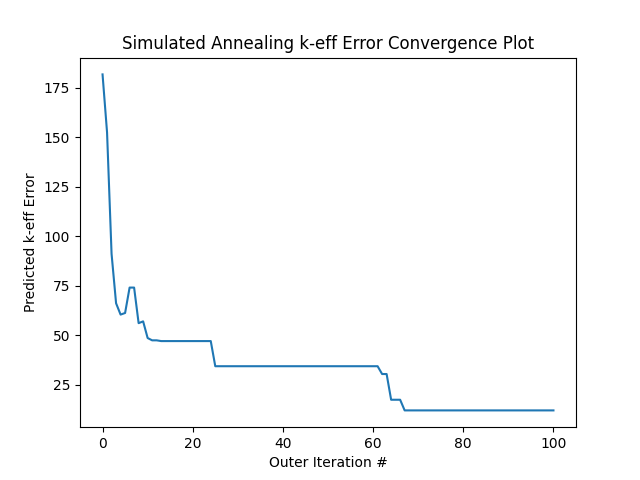 Simulated Annealing k-eff Error Convergence Plot
175
150
125
100
75
50
25
Predicted k-eff Error
0 20 40 60 80 100
Outer Iteration #